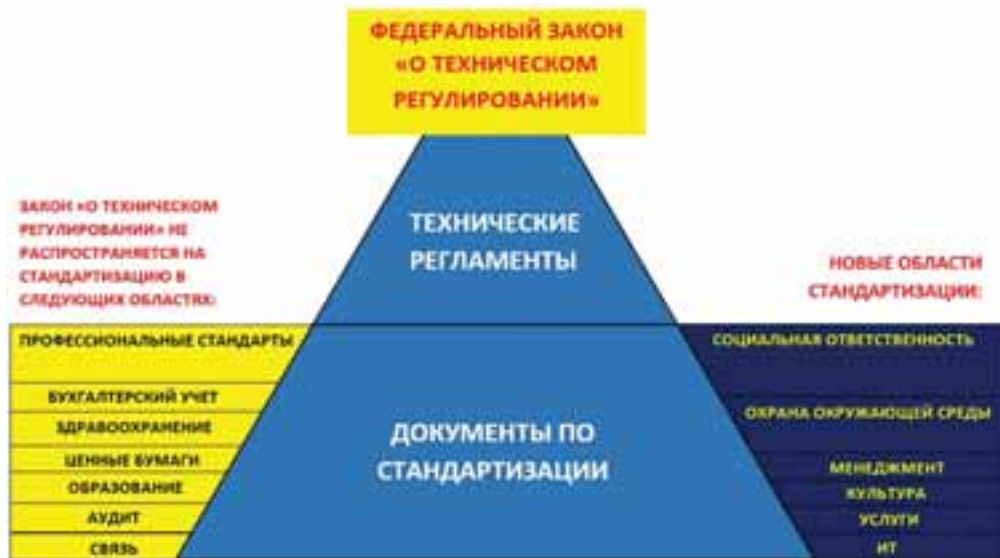 ФЕДЕРАЛЬНЫЙ ЗАКОН
«О ТЕХНИЧЕСКОМ
РЕГУЛИРОВАНИИ»
ТЕХНИЧЕСКИЕ
РЕГЛАМЕНТЫ
ЗАКОН «О ТЕХНИЧЕСКОМ
РЕГУЛИРОВАНИИ» НЕ
РАСПРОСТРАНЯЕТСЯ НА
СТАНДАРТИЗАЦИЮ В
СЛЕДУЮЩИХ ОБЛАСТЯХ:
ПРОФЕССИОНАЛЬНЫЕ СТАНДАРТЫ
БУХГАЛТЕРСКИЙ УЧЕТ
ЗДРАВООХРАНЕНИЕ
ЦЕННЫЕ БУМАГИ
ОБРАЗОВАНИЕ
АУДИТ
СВЯЗЬ
ДОКУМЕНТЫ ПО
СТАНДАРТИЗАЦИИ
НОВЫЕ ОБЛАСТИ
СТАНДАРТИЗАЦИИ:
СОЦИАЛЬНАЯ ОТВЕТСТВЕННОСТЬ
ОХРАНА ОКРУЖАЮЩЕЙ СРЕДЫ
МЕНЕДЖМЕНТ
КУЛЬТУРА
УСЛУГИ
ИТ